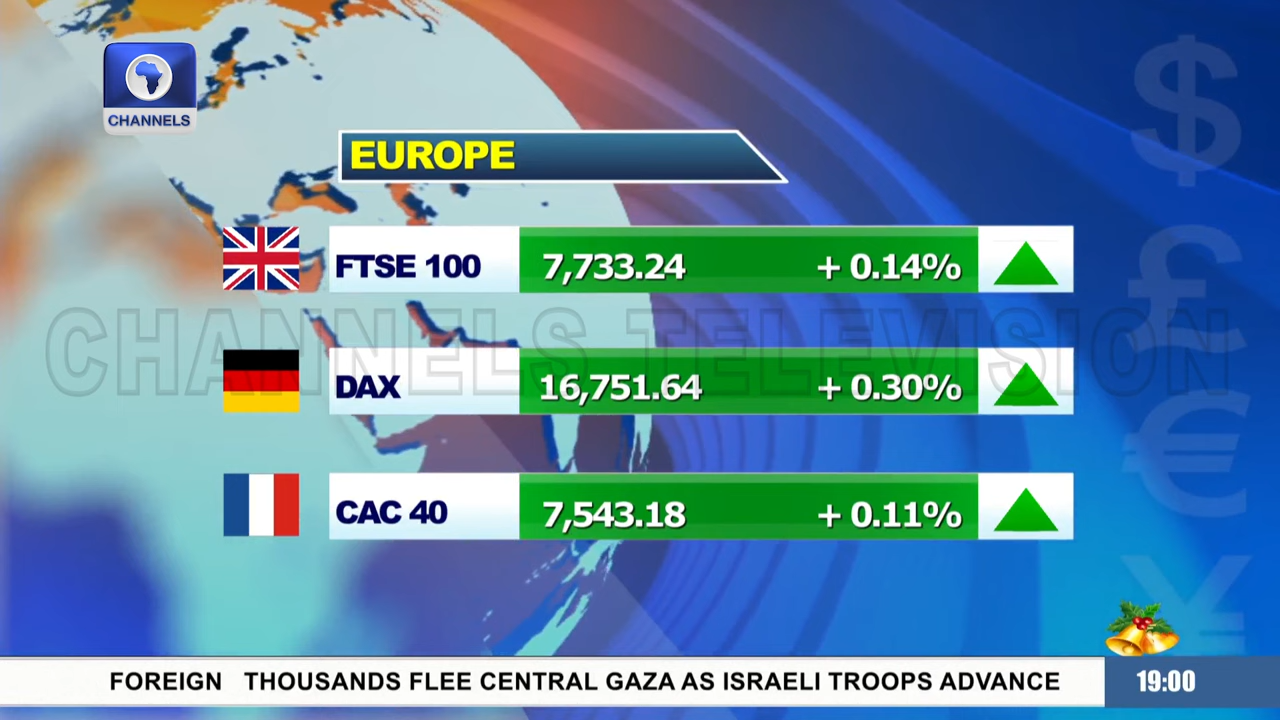 CHANNELS
EUROPE
FTSE 100 7,733.24 + 0.14%
CHANNELS TELEVISION
DAX 16,751.64 + 0.30%
CAC 40 7,543.18 + 0.11%
$
£
€
¥
FOREIGN THOUSANDS FLEE CENTRAL GAZA AS ISRAELI TROOPS ADVANCE
19:00